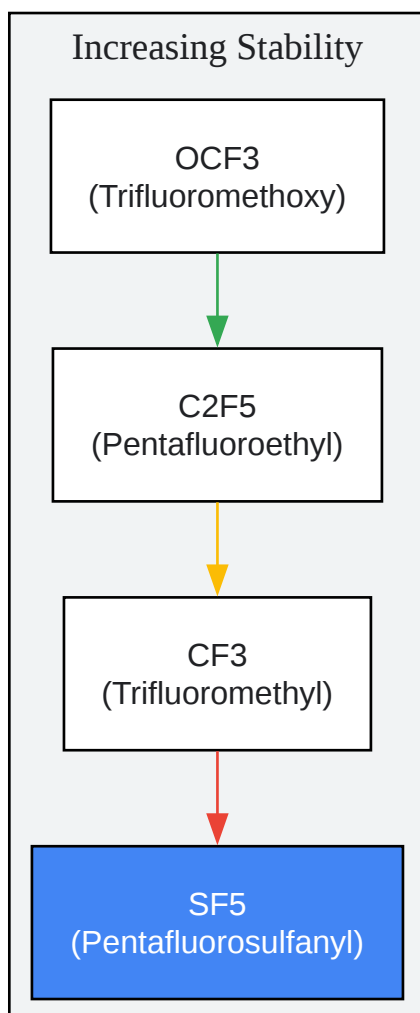 Increasing Stability
OCF3
(Trifluoromethoxy)
C2F5
(Pentafluoroethyl)
CF3
(Trifluoromethyl)
SF5
(Pentafluorosulfanyl)